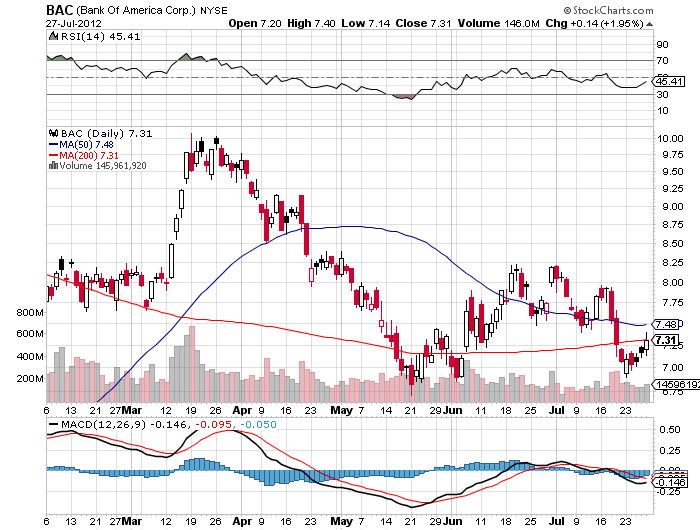 BAC (Bank Of America Corp.) NYSE
© StockCharts.com
27-Jul-2012
Open 7.20 High 7.40 Low 7.14 Close 7.31 Volume 146.0M Chg +0.14 (+1.95%)
RSI(14) 45.41
90
70
50
45.41
30
10
BAC (Daily) 7.31
MA(50) 7.48
MA(200) 7.31
Volume 145,961,920
10.00
9.75
9.50
9.25
9.00
8.75
8.50
8.25
8.00
7.75
7.48
7.31
7.25
7.00
6.75
14596192
800M
600M
400M
200M
6 13 21 27 Mar 12 19 26 Apr 9 16 23 May 7 14 21 29 Jun 11 18 25 Jul 9 16 23
MACD(12,26,9) -0.146, -0.095, -0.050
0.50
0.25
0.00
-0.146
-0.25
6 13 21 27 Mar 12 19 26 Apr 9 16 23 May 7 14 21 29 Jun 11 18 25 Jul 9 16 23